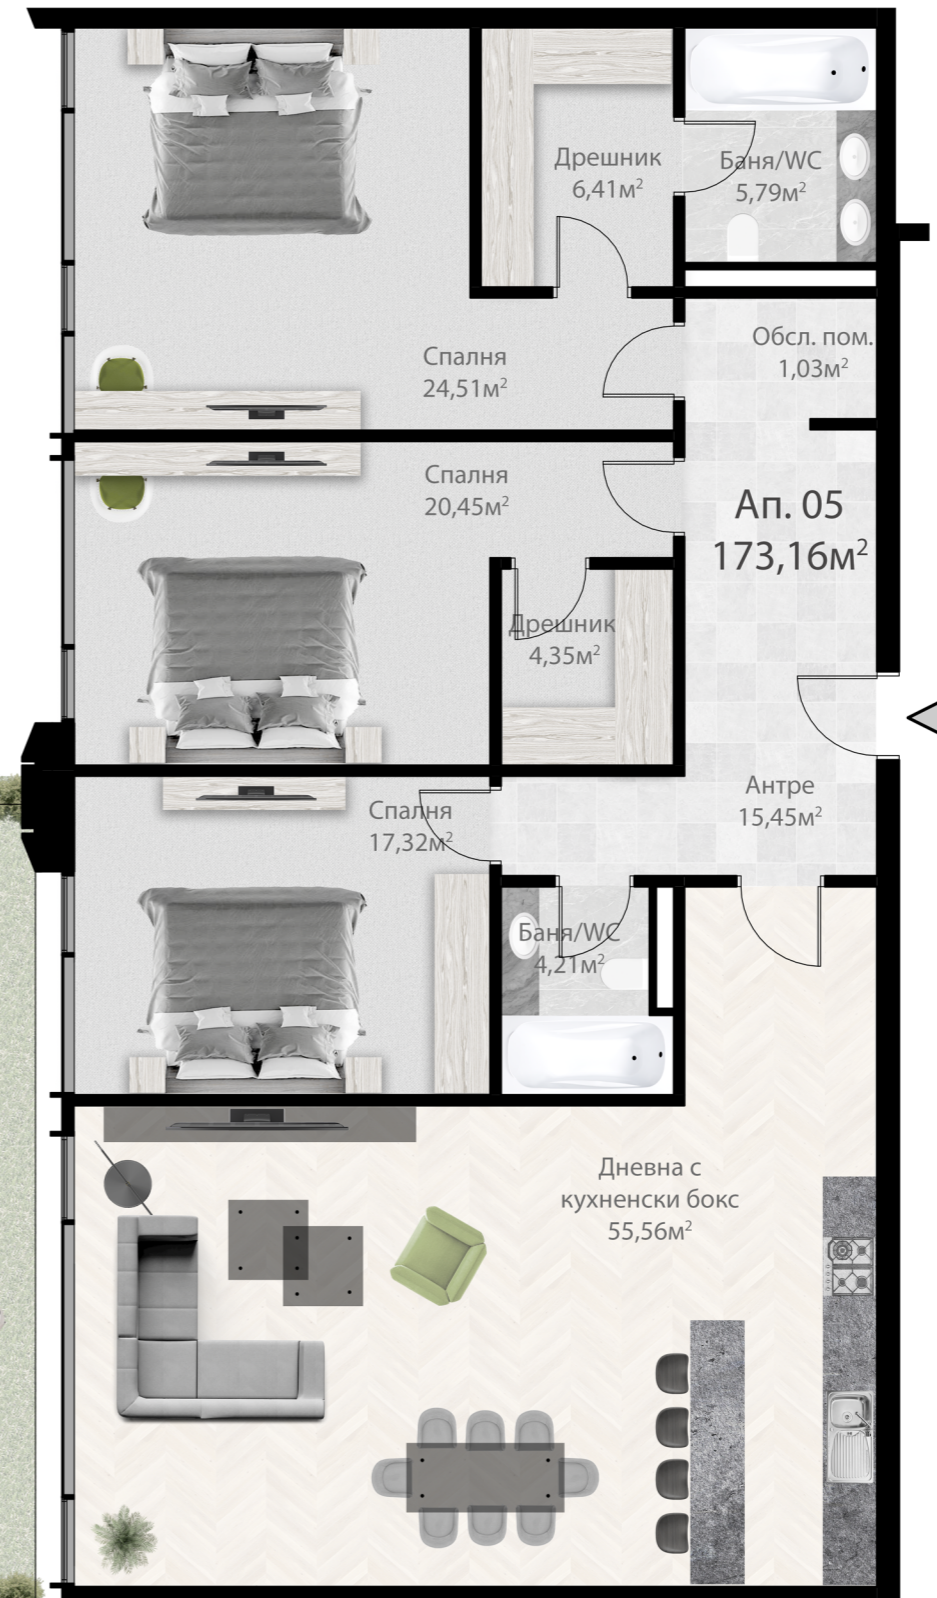 Дрешник
6,41м²
Баня/WC
5,79м²
Обсл. пом.
1,03м²
Спалня
24,51м²
Спалня
20,45м²
Ап. 05
173,16м²
Дрешник
4,35м²
Антре
15,45м²
Спалня
17,32м²
Баня/WC
4,21м²
Дневна с
кухненски бокс
55,56м²